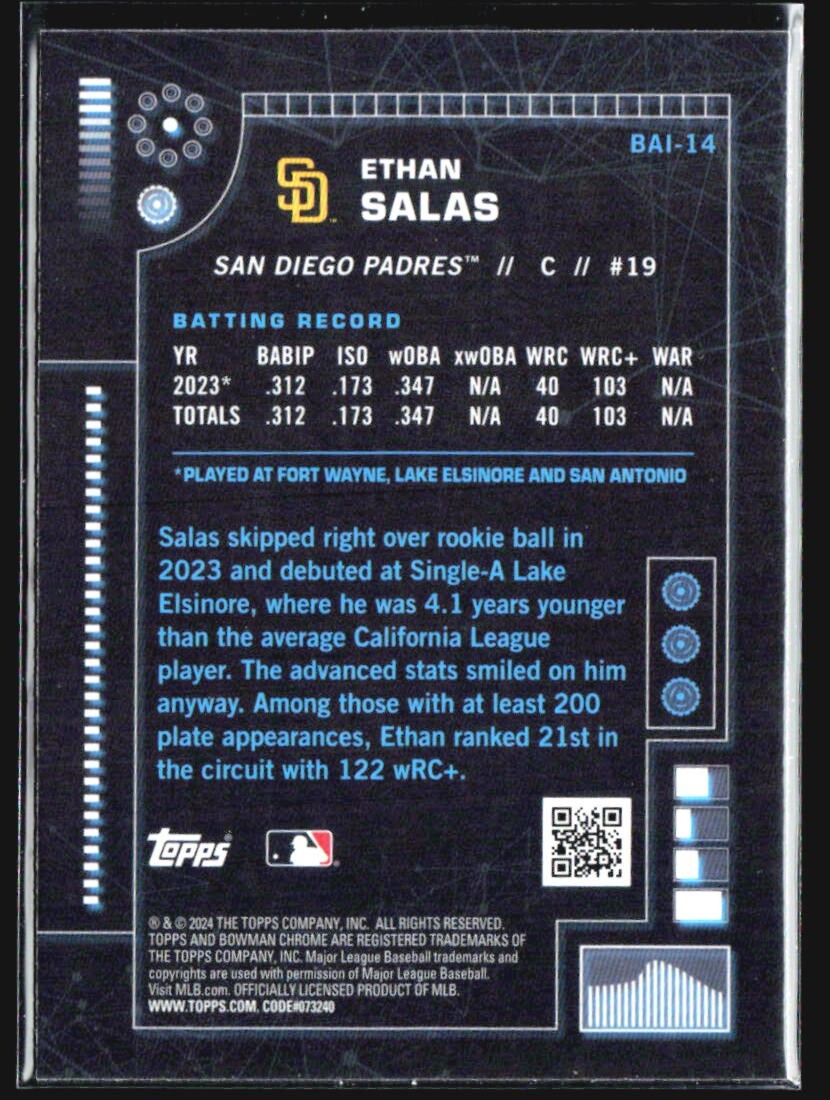 BAI-14
SD
ETHAN
SALAS
SAN DIEGO PADRES™ // C // #19
BATTING RECORD
YR BABIP ISO wOBA xwOBA WRC WRC+ WAR
2023* .312 .173 .347 N/A 40 103 N/A
TOTALS .312 .173 .347 N/A 40 103 N/A
*PLAYED AT FORT WAYNE, LAKE ELSINORE AND SAN ANTONIO
Salas skipped right over rookie ball in
2023 and debuted at Single-A Lake
Elsinore, where he was 4.1 years younger
than the average California League
player. The advanced stats smiled on him
anyway. Among those with at least 200
plate appearances, Ethan ranked 21st in
the circuit with 122 wRC+.
Topps®
® & © 2024 THE TOPPS COMPANY, INC. ALL RIGHTS RESERVED.
TOPPS AND BOWMAN CHROME ARE REGISTERED TRADEMARKS OF
THE TOPPS COMPANY, INC. Major League Baseball trademarks and
copyrights are used with permission of Major League Baseball.
Visit MLB.com. OFFICIALLY LICENSED PRODUCT OF MLB.
WWW.TOPPS.COM. CODE#073240